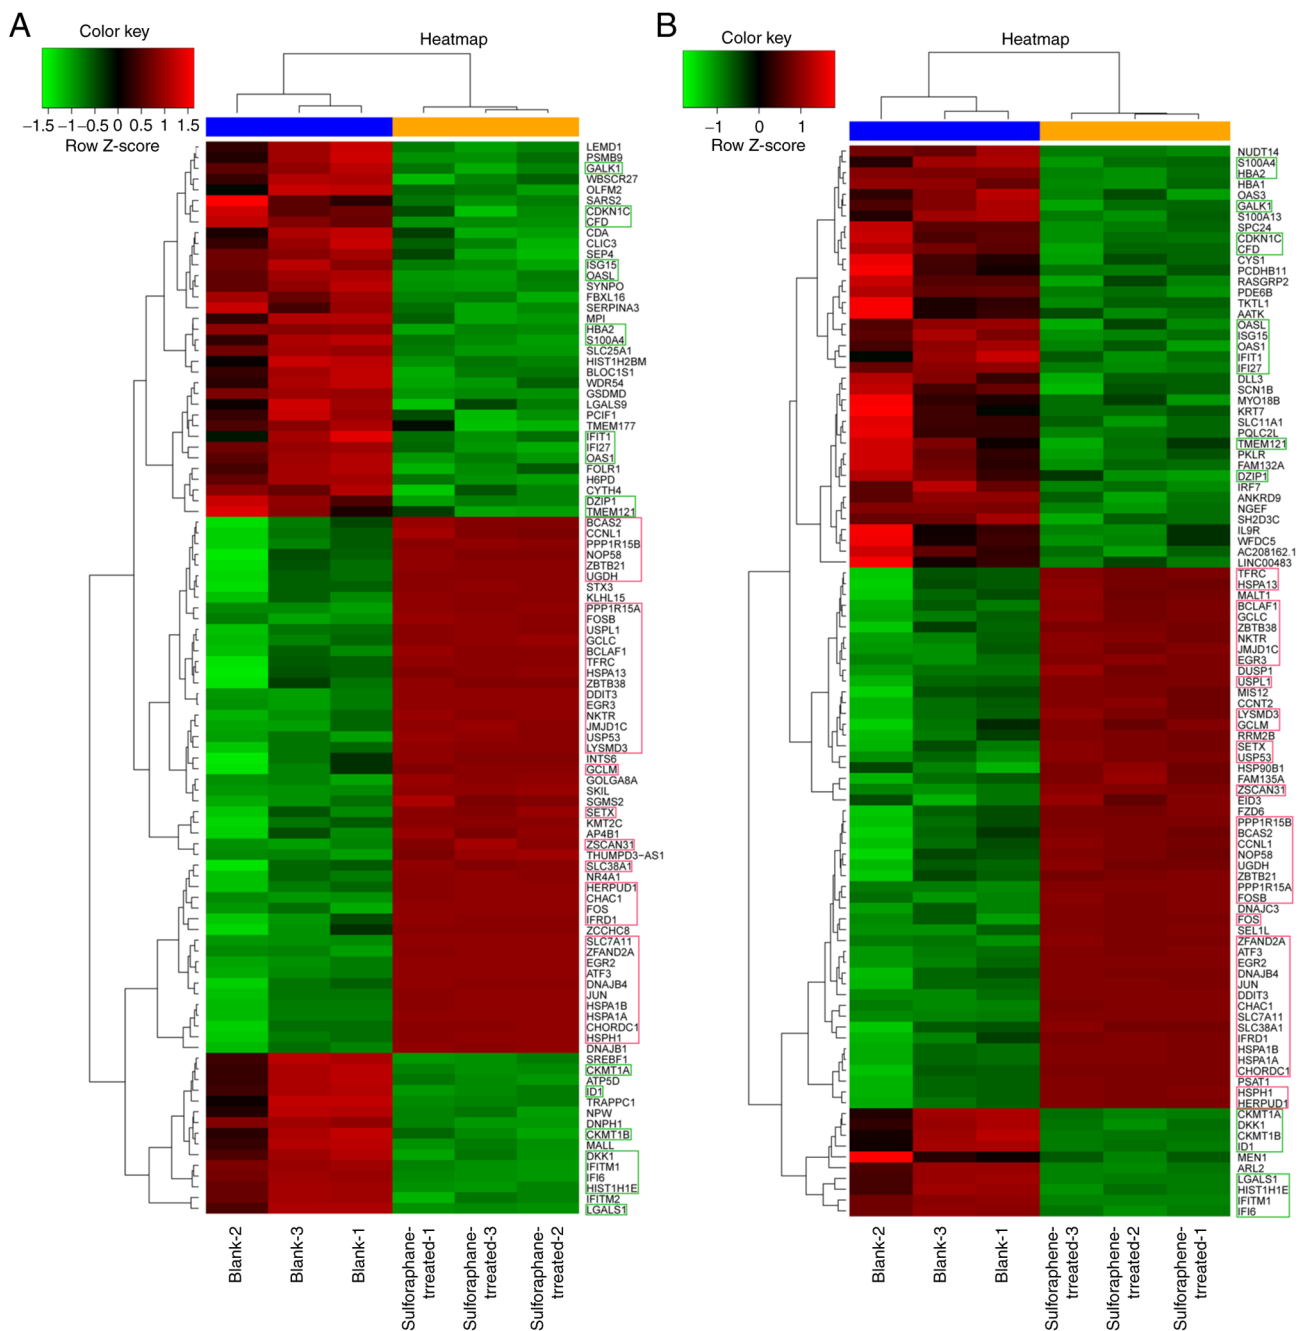 A
Color key
−1.5 −1 −0.5 0 0.5 1 1.5
Row Z-score
Heatmap
LEMD1
PSMB9
GALK1
WBSCR27
OLFM2
SARS2
CDKN1C
CFD
CDA
CLIC3
SEP4
ISG15
OASL
SYNPO
FBXL16
SERPINA3
MPI
HBA2
S100A4
SLC25A1
HIST1H2BM
BLOC1S1
WDR54
GSDMD
LGALS9
PCIF1
TMEM177
IFIT1
IFI27
OAS1
FOLR1
H6PD
CYTH4
DZIP1
TMEM121
BCAS2
CCNL1
PPP1R15B
NOP58
ZBTB21
UGDH
STX3
KLHL15
PPP1R15A
FOSB
USPL1
GCLC
BCLAF1
TFRC
HSPA13
ZBTB38
DDIT3
EGR3
NKTR
JMJD1C
USP53
LYSMD3
INTS6
GCLM
GOLGA8A
SKIL
SGMS2
SETX
KMT2C
AP4B1
ZSCAN31
THUMPD3−AS1
SLC38A1
NR4A1
HERPUD1
CHAC1
FOS
IFRD1
ZCCHC8
SLC7A11
ZFAND2A
EGR2
ATF3
DNAJB4
JUN
HSPA1B
HSPA1A
CHORDC1
HSPH1
DNAJB1
SREBF1
CKMT1A
ATP5D
ID1
TRAPPC1
NPW
DNPH1
CKMT1B
MALL
DKK1
IFITM1
IFI6
HIST1H1E
IFITM2
LGALS1
Blank-2
Blank-3
Blank-1
Sulforaphane-
trreated-1
Sulforaphane-
trreated-3
Sulforaphane-
trreated-2
B
Color key
−1 0 1
Row Z-score
Heatmap
NUDT14
S100A4
HBA2
HBA1
OAS3
GALK1
S100A13
SPC24
CDKN1C
CFD
CYS1
PCDHB11
RASGRP2
PDE6B
TKTL1
AATK
OASL
ISG15
OAS1
IFIT1
IFI27
DLL3
SCN1B
MYO18B
KRT7
SLC11A1
PQLC2L
TMEM121
PKLR
FAM132A
DZIP1
IRF7
ANKRD9
NGEF
SH2D3C
IL9R
WFDC5
AC208162.1
LINC00483
TFRC
HSPA13
MALT1
BCLAF1
GCLC
ZBTB38
NKTR
JMJD1C
EGR3
DUSP1
USPL1
MIS12
CCNT2
LYSMD3
GCLM
RRM2B
SETX
USP53
HSP90B1
FAM135A
ZSCAN31
EID3
FZD6
PPP1R15B
BCAS2
CCNL1
NOP58
UGDH
ZBTB21
PPP1R15A
FOSB
DNAJC3
FOS
SEL1L
ZFAND2A
ATF3
EGR2
DNAJB4
JUN
DDIT3
CHAC1
SLC7A11
SLC38A1
IFRD1
HSPA1B
HSPA1A
CHORDC1
PSAT1
HSPH1
HERPUD1
CKMT1A
DKK1
CKMT1B
ID1
MEN1
ARL2
LGALS1
HIST1H1E
IFITM1
IFI6
Blank-2
Blank-3
Blank-1
Sulforaphene-
trreated-3
Sulforaphene-
trreated-2
Sulforaphene-
trreated-1